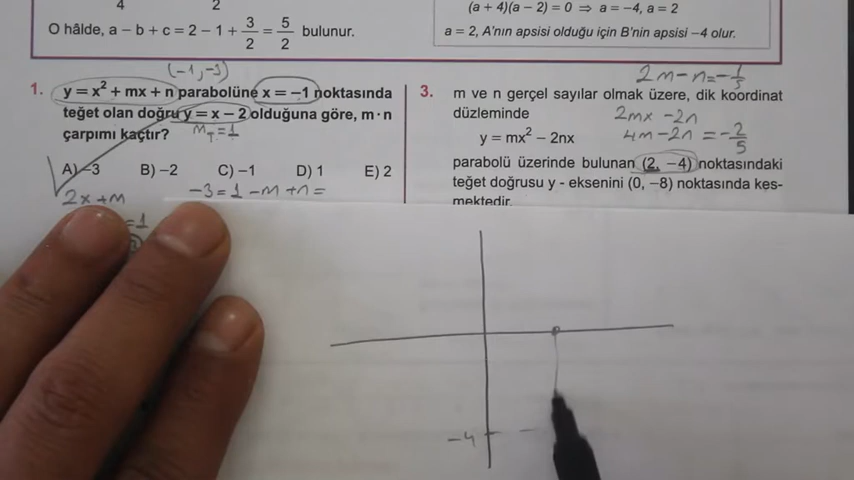 4
2
O hâlde, a – b + c = 2 – 1 + 3/2 = 5/2 bulunur.
(a + 4)(a – 2) = 0 ⇒ a = –4, a = 2
a = 2, A'nın apsisi olduğu için B'nin apsisi –4 olur.
(-1,-3)
1. y = x² + mx + n parabolüne x = –1 noktasında
teğet olan doğru y = x – 2 olduğuna göre, m · n
çarpımı kaçtır?
M_T = 1
A) –3 B) –2 C) –1 D) 1 E) 2
2x + m
-3 = 1 - m + n =
= 1
2m - n = -1/5
3. m ve n gerçel sayılar olmak üzere, dik koordinat
düzleminde
2mx - 2n
y = mx² – 2nx
4m - 2n = -2/5
parabolü üzerinde bulunan (2, –4) noktasındaki
teğet doğrusu y - eksenini (0, –8) noktasında kes-
mektedir.
-4